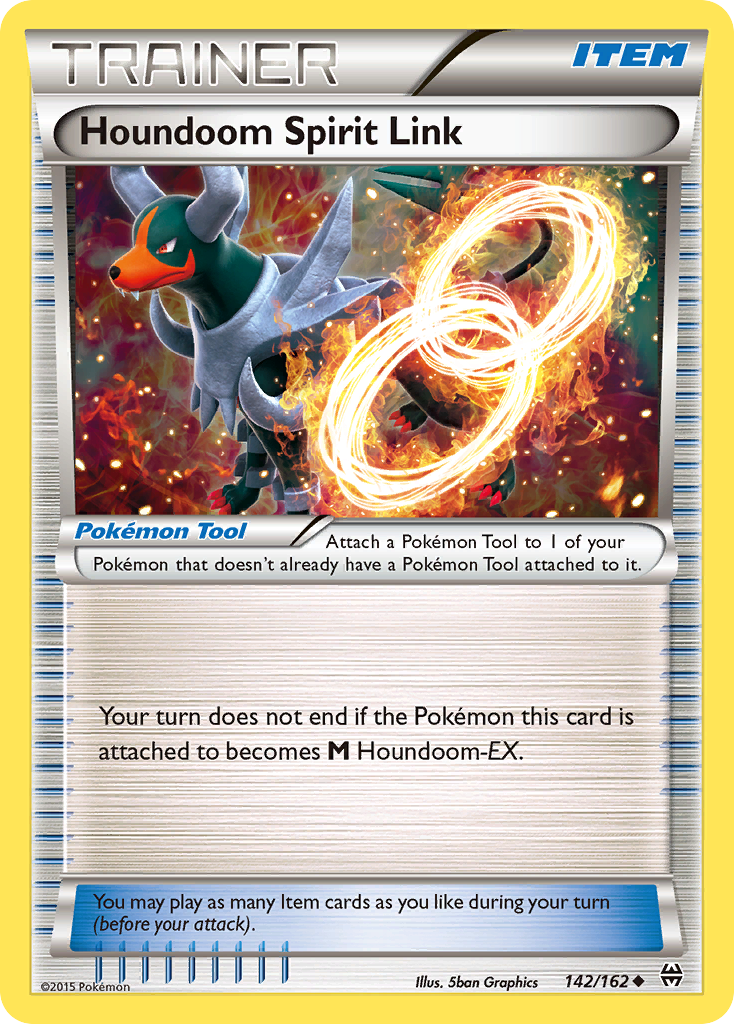 TRAINER
ITEM
Houndoom Spirit Link
Pokémon Tool
Attach a Pokémon Tool to 1 of your
Pokémon that doesn't already have a Pokémon Tool attached to it.
Your turn does not end if the Pokémon this card is
attached to becomes M Houndoom-EX.
You may play as many Item cards as you like during your turn
(before your attack).
©2015 Pokémon
Illus. 5ban Graphics
142/162